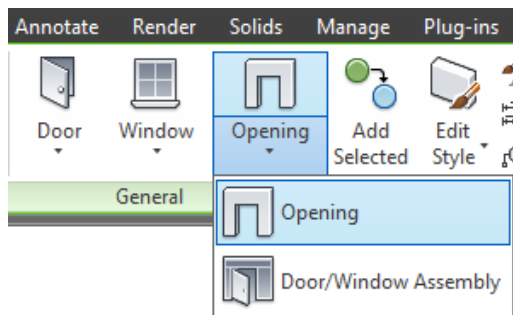 Annotate Render Solids Manage Plug-ins
Door Window Opening Add Selected Edit Style
General
Opening
Door/Window Assembly